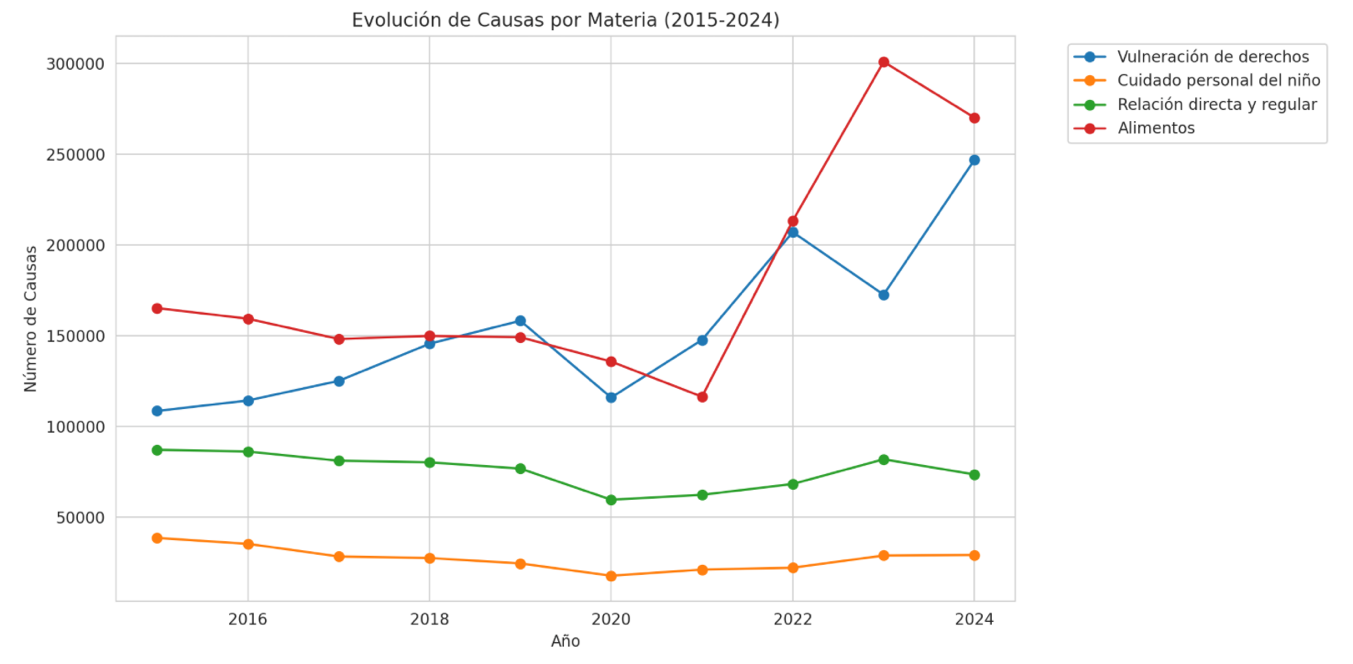 Evolución de Causas por Materia (2015-2024)
Vulneración de derechos
Cuidado personal del niño
Relación directa y regular
Alimentos
Número de Causas
300000
250000
200000
150000
100000
50000
2016
2018
2020
2022
2024
Año